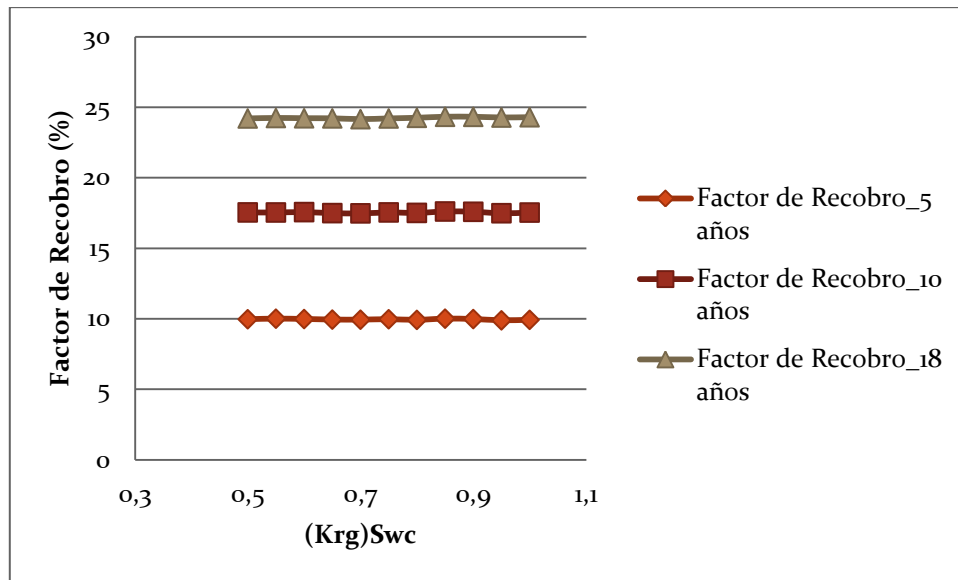 30
25
20
15
10
5
0
Factor de Recobro (%)
0,3
0,5
0,7
0,9
1,1
(Krg)Swc
Factor de Recobro_5
años
Factor de Recobro_10
años
Factor de Recobro_18
años